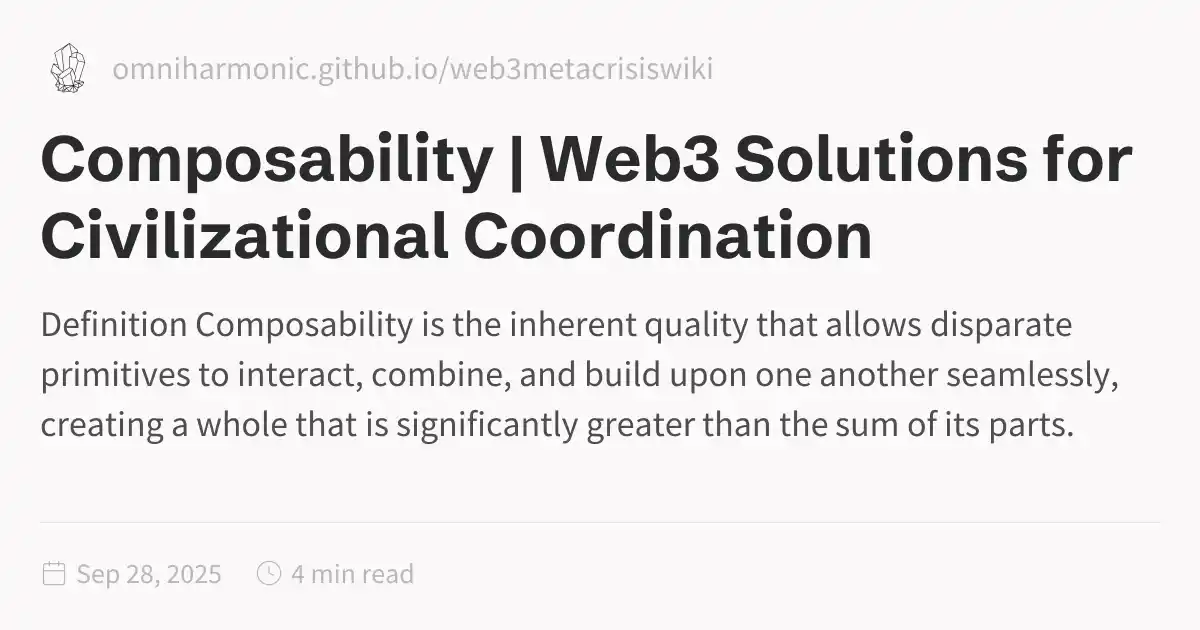 omniharmonic.github.io/web3metacrisiswiki
Composability | Web3 Solutions for
Civilizational Coordination
Definition Composability is the inherent quality that allows disparate
primitives to interact, combine, and build upon one another seamlessly,
creating a whole that is significantly greater than the sum of its parts.
Sep 28, 2025 4 min read